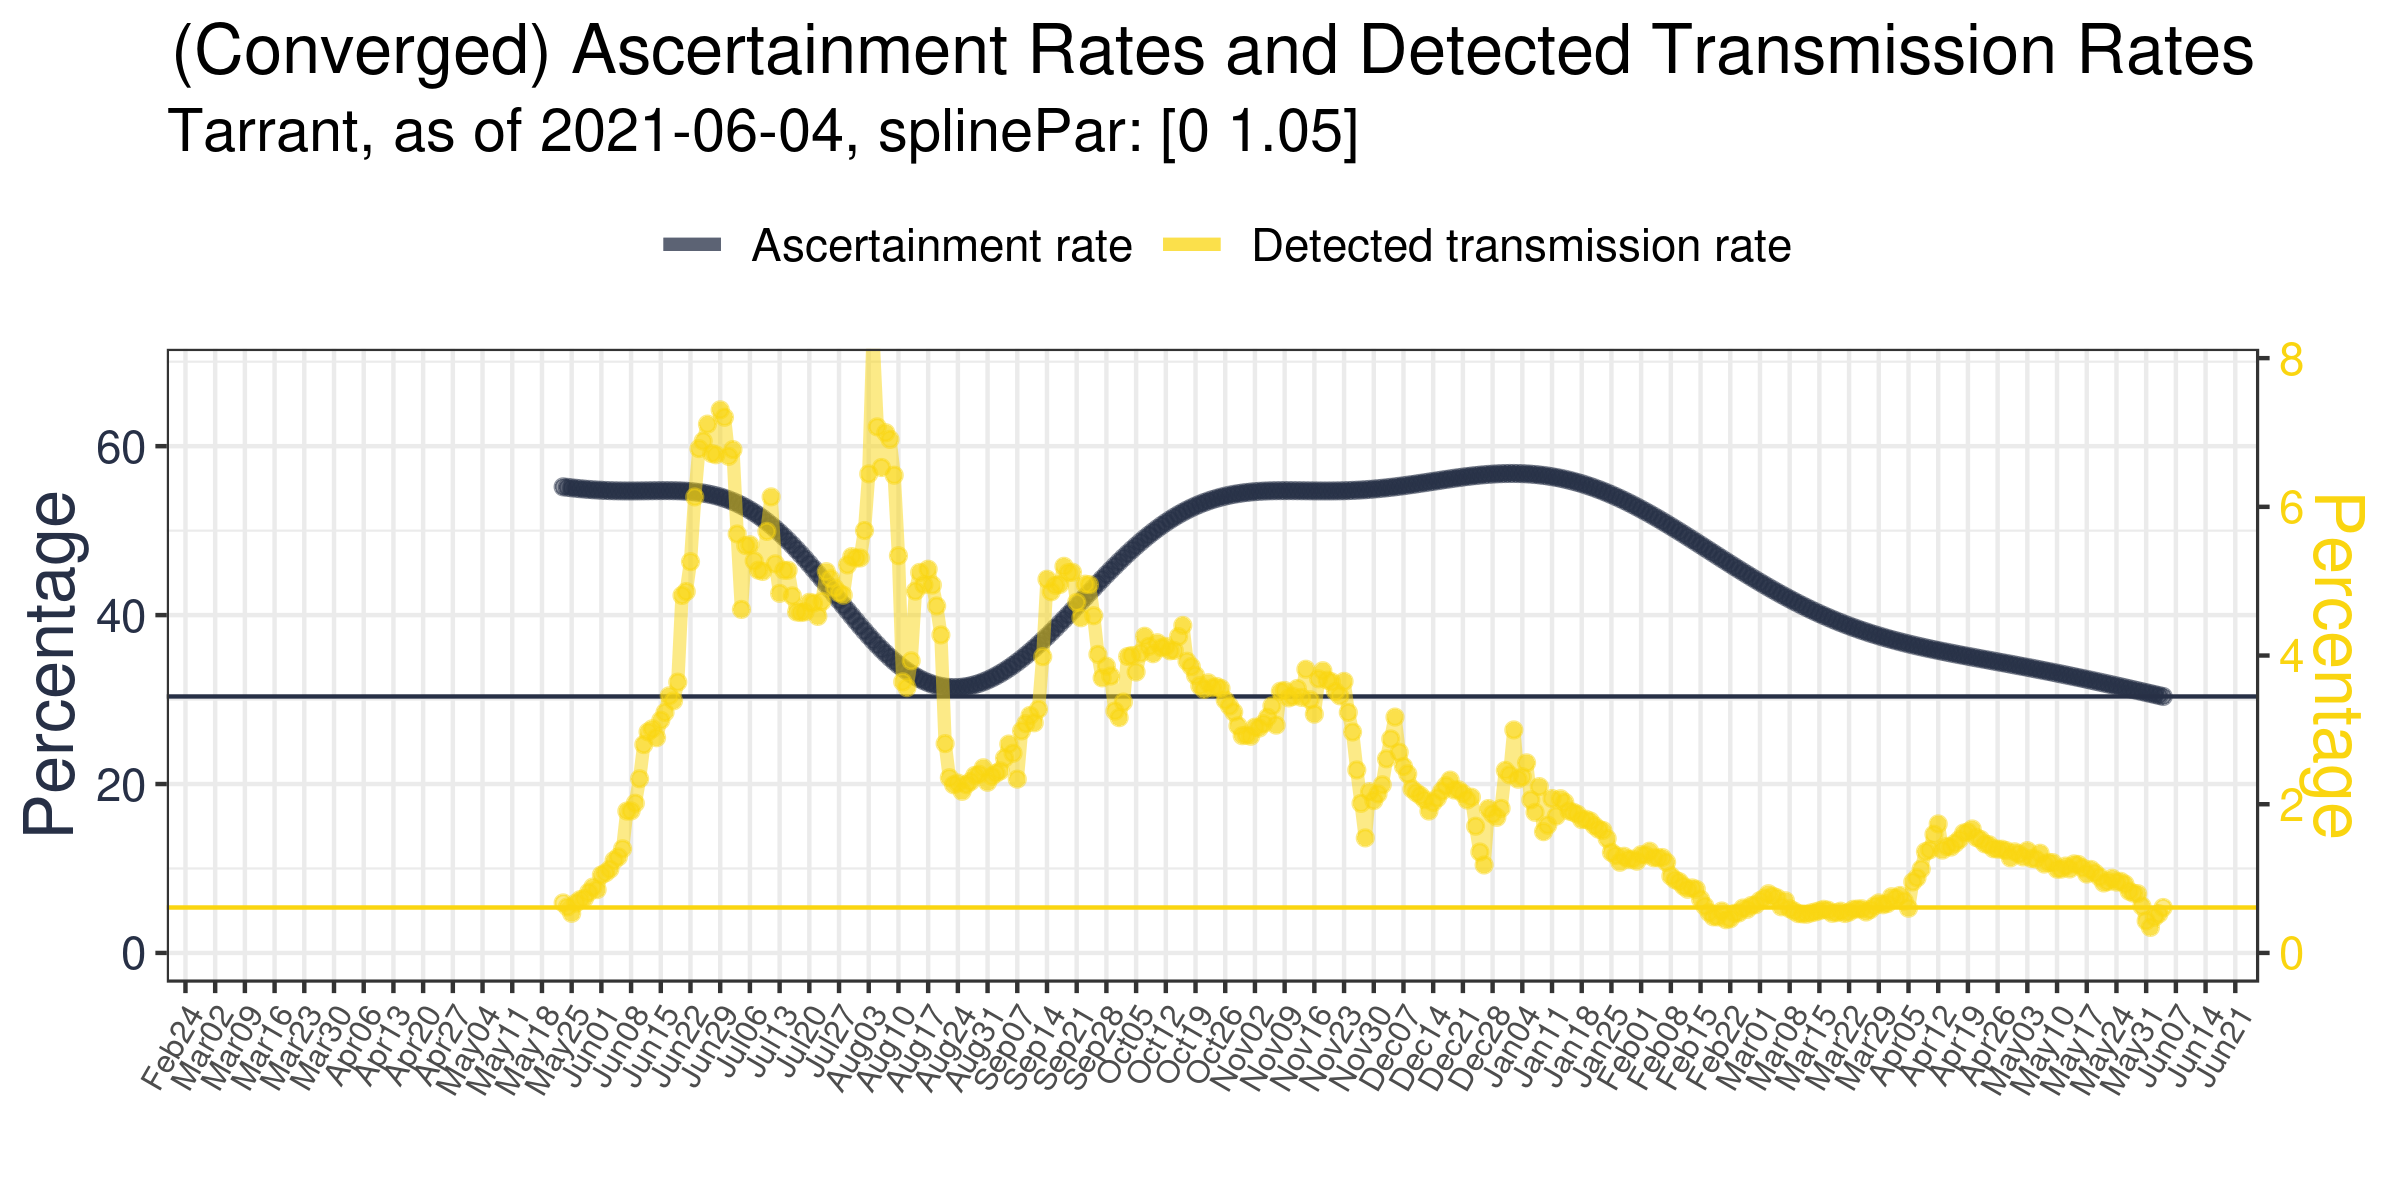 (Converged) Ascertainment Rates and Detected Transmission Rates
Tarrant, as of 2021-06-04, splinePar: [0 1.05]
Ascertainment rate Detected transmission rate
Percentage
60
40
20
0
8
6
4
2
0
Percentage
Feb24 Mar02 Mar09 Mar16 Mar23 Mar30 Apr06 Apr13 Apr20 Apr27 May04 May11 May18 May25 Jun01 Jun08 Jun15 Jun22 Jun29 Jul06 Jul13 Jul20 Jul27 Aug03 Aug10 Aug17 Aug24 Aug31 Sep07 Sep14 Sep21 Sep28 Oct05 Oct12 Oct19 Oct26 Nov02 Nov09 Nov16 Nov23 Nov30 Dec07 Dec14 Dec21 Dec28 Jan04 Jan11 Jan18 Jan25 Feb01 Feb08 Feb15 Feb22 Mar01 Mar08 Mar15 Mar22 Mar29 Apr05 Apr12 Apr19 Apr26 May03 May10 May17 May24 May31 Jun07 Jun14 Jun21